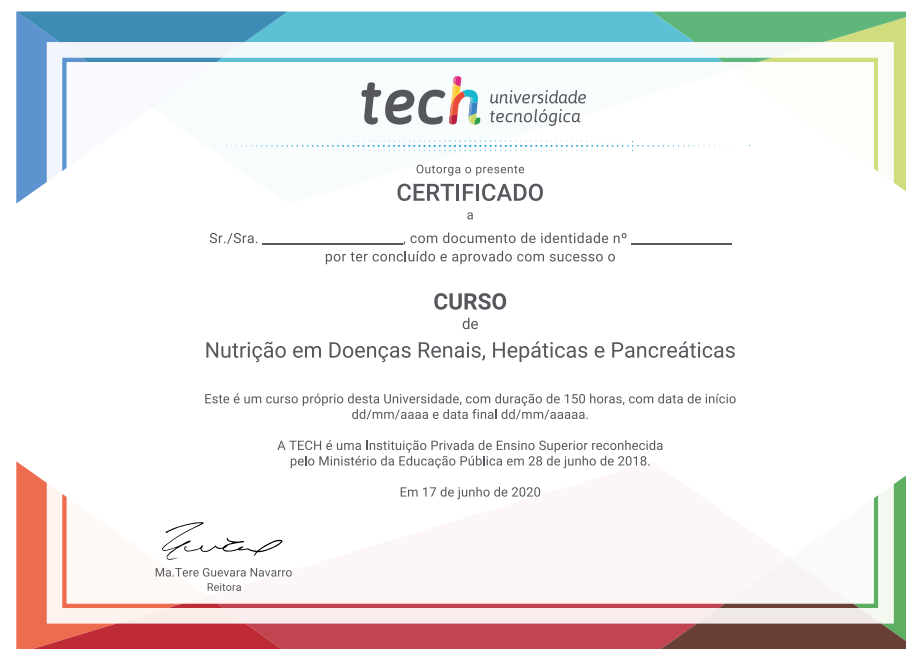 tech universidade
tecnológica
Outorga o presente
CERTIFICADO
a
Sr./Sra. ____________, com documento de identidade nº ____________
por ter concluído e aprovado com sucesso o
CURSO
de
Nutrição em Doenças Renais, Hepáticas e Pancreáticas
Este é um curso próprio desta Universidade, com duração de 150 horas, com data de início
dd/mm/aaaa e data final dd/mm/aaaaa.
A TECH é uma Instituição Privada de Ensino Superior reconhecida
pelo Ministério da Educação Pública em 28 de junho de 2018.
Em 17 de junho de 2020
Ma.Tere Guevara Navarro
Reitora